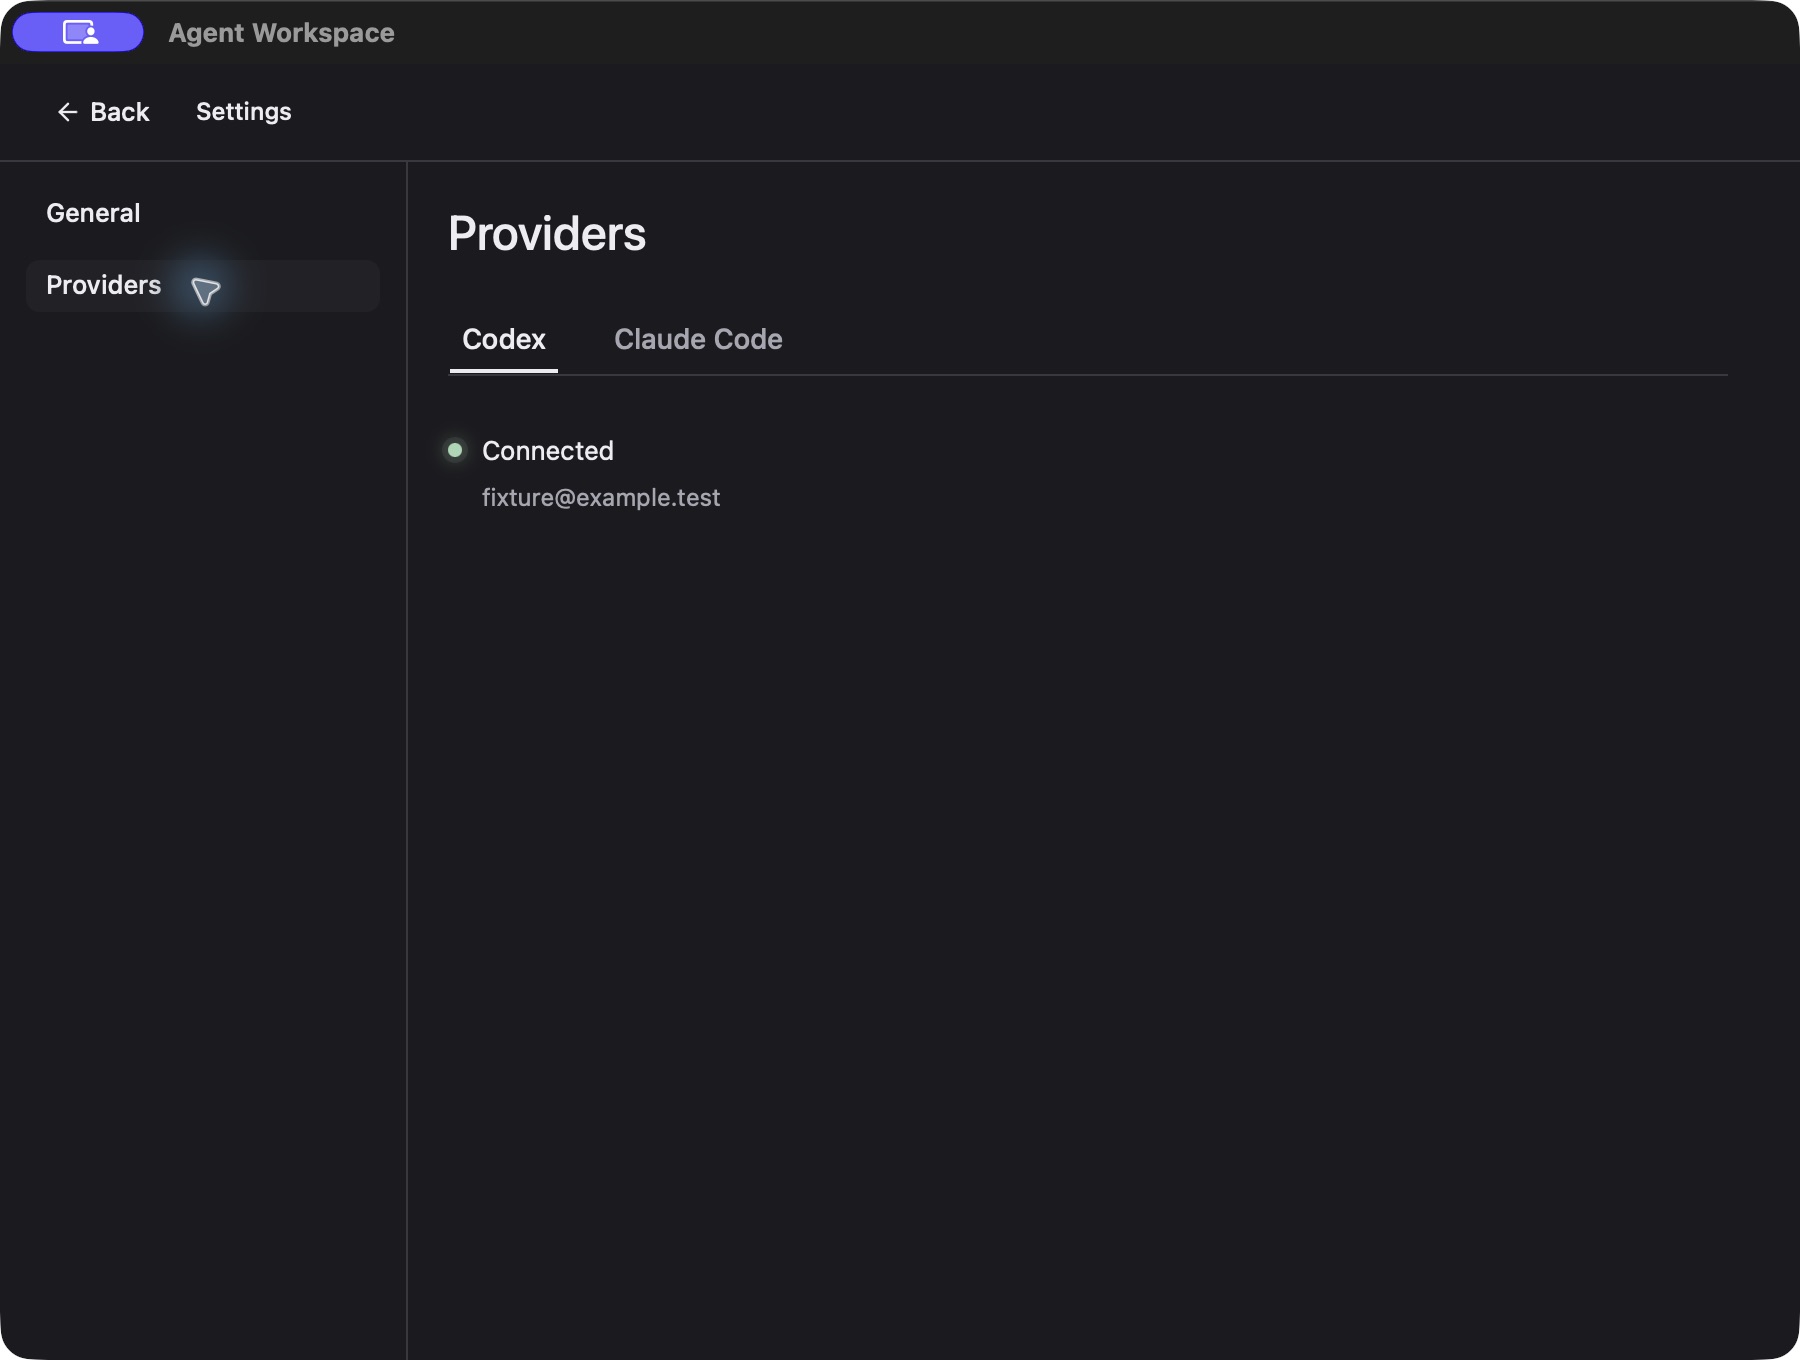 Agent Workspace
← Back
Settings
General
Providers
Providers
Codex
Claude Code
Connected
fixture@example.test